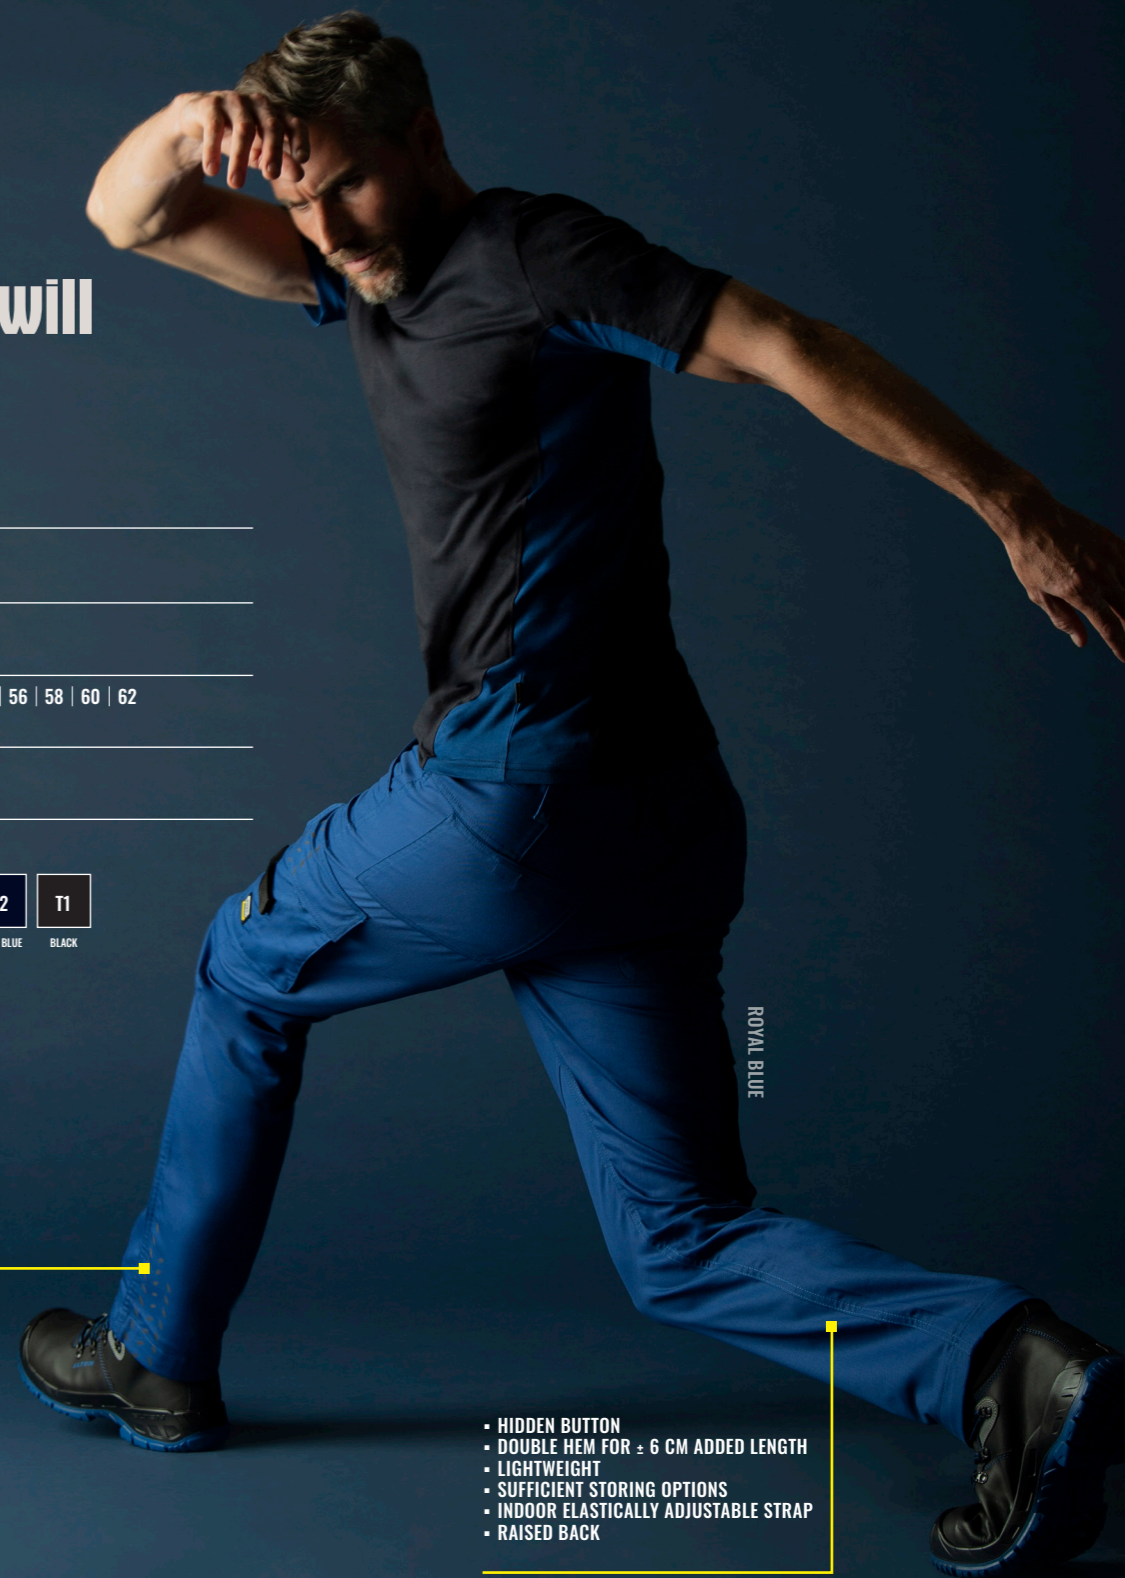 will
56 | 58 | 60 | 62
2
T1
BLUE
BLACK
ROYAL BLUE
▪ HIDDEN BUTTON
▪ DOUBLE HEM FOR ± 6 CM ADDED LENGTH
▪ LIGHTWEIGHT
▪ SUFFICIENT STORING OPTIONS
▪ INDOOR ELASTICALLY ADJUSTABLE STRAP
▪ RAISED BACK